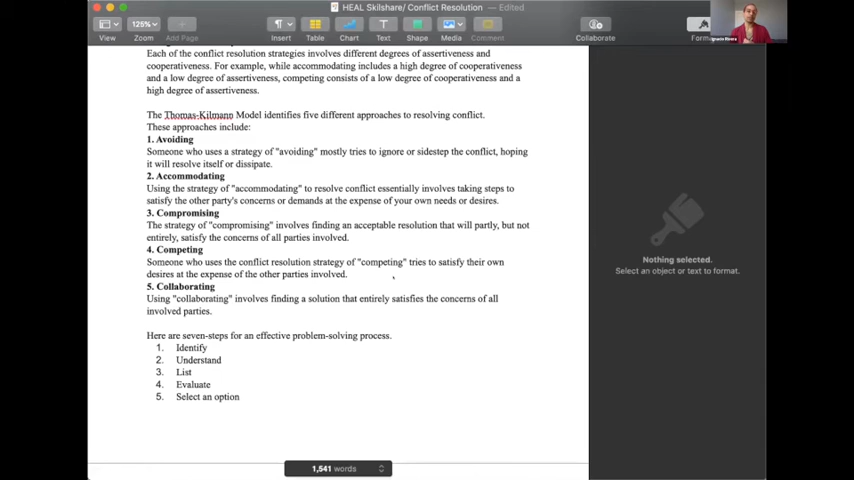 HEAL Skilshare/ Conflict Resolution — Edited
125%
View
Zoom
Add Page
Insert
Table
Chart
Text
Shape
Media
Comment
Collaborate
Forma
Ignacio Rivera
Each of the conflict resolution strategies involves different degrees of assertiveness and
cooperativeness. For example, while accommodating includes a high degree of cooperativeness
and a low degree of assertiveness, competing consists of a low degree of cooperativeness and a
high degree of assertiveness.
The Thomas-Kilmann Model identifies five different approaches to resolving conflict.
These approaches include:
1. Avoiding
Someone who uses a strategy of "avoiding" mostly tries to ignore or sidestep the conflict, hoping
it will resolve itself or dissipate.
2. Accommodating
Using the strategy of "accommodating" to resolve conflict essentially involves taking steps to
satisfy the other party's concerns or demands at the expense of your own needs or desires.
3. Compromising
The strategy of "compromising" involves finding an acceptable resolution that will partly, but not
entirely, satisfy the concerns of all parties involved.
4. Competing
Someone who uses the conflict resolution strategy of "competing" tries to satisfy their own
desires at the expense of the other parties involved.
5. Collaborating
Using "collaborating" involves finding a solution that entirely satisfies the concerns of all
involved parties.
Here are seven-steps for an effective problem-solving process.
1. Identify
2. Understand
3. List
4. Evaluate
5. Select an option
Nothing selected.
Select an object or text to format.
1,541 words